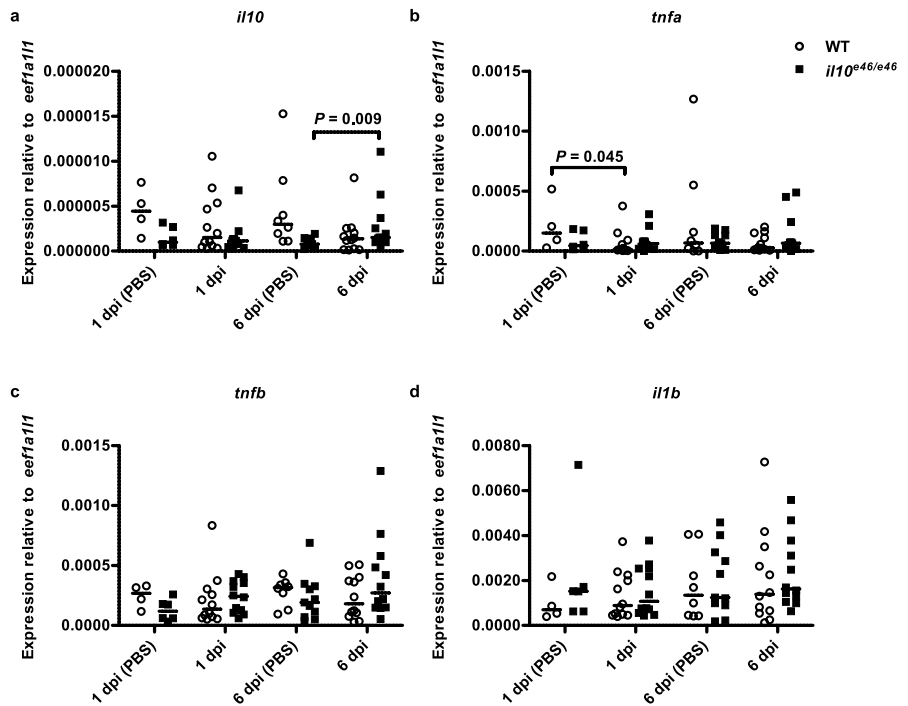 a
il10
Expression relative to eef1a1l1
0.000020
0.000015
0.000010
0.000005
0.000000
P = 0.009
1 dpi (PBS)
1 dpi
6 dpi (PBS)
6 dpi
b
tnfa
WT
il10e46/e46
Expression relative to eef1a1l1
0.0015
0.0010
0.0005
0.0000
P = 0.045
1 dpi (PBS)
1 dpi
6 dpi (PBS)
6 dpi
c
tnfb
Expression relative to eef1a1l1
0.0015
0.0010
0.0005
0.0000
1 dpi (PBS)
1 dpi
6 dpi (PBS)
6 dpi
d
il1b
Expression relative to eef1a1l1
0.0080
0.0060
0.0040
0.0020
0.0000
1 dpi (PBS)
1 dpi
6 dpi (PBS)
6 dpi